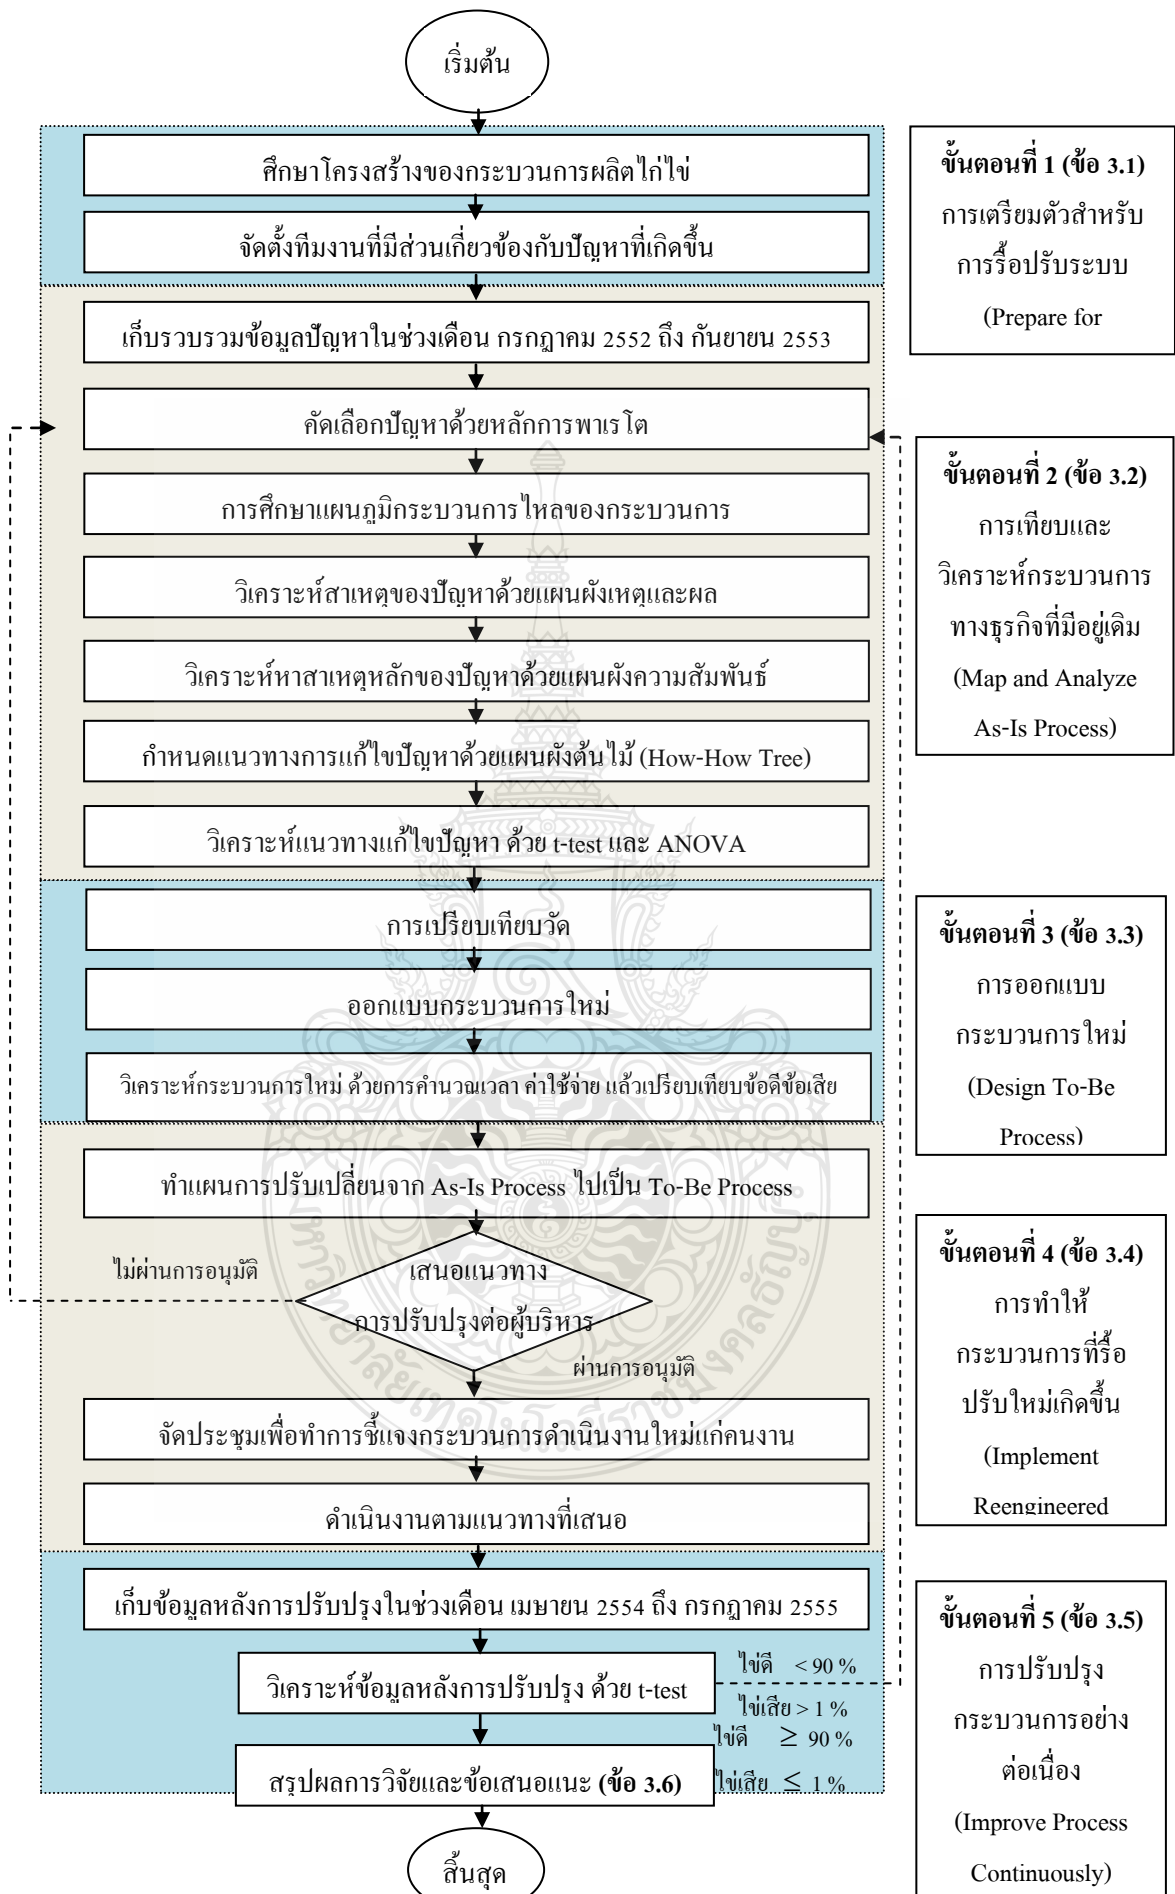 เริ่มต้น
ศึกษาโครงสร้างของกระบวนการผลิตไก่ไข่
จัดตั้งทีมงานที่มีส่วนเกี่ยวข้องกับปัญหาที่เกิดขึ้น
ขั้นตอนที่ 1 (ข้อ 3.1)
การเตรียมตัวสำหรับ
การรื้อปรับระบบ
(Prepare for
เก็บรวบรวมข้อมูลปัญหาในช่วงเดือน กรกฎาคม 2552 ถึง กันยายน 2553
คัดเลือกปัญหาด้วยหลักการพาเรโต
การศึกษาแผนภูมิกระบวนการไหลของกระบวนการ
วิเคราะห์สาเหตุของปัญหาด้วยแผนผังเหตุและผล
วิเคราะห์หาสาเหตุหลักของปัญหาด้วยแผนผังความสัมพันธ์
กำหนดแนวทางการแก้ไขปัญหาด้วยแผนผังต้นไม้ (How-How Tree)
วิเคราะห์แนวทางแก้ไขปัญหา ด้วย t-test และ ANOVA
ขั้นตอนที่ 2 (ข้อ 3.2)
การเทียบและ
วิเคราะห์กระบวนการ
ทางธุรกิจที่มีอยู่เดิม
(Map and Analyze
As-Is Process)
การเปรียบเทียบวัด
ออกแบบกระบวนการใหม่
วิเคราะห์กระบวนการใหม่ ด้วยการคำนวณเวลา ค่าใช้จ่าย แล้วเปรียบเทียบข้อดีข้อเสีย
ขั้นตอนที่ 3 (ข้อ 3.3)
การออกแบบ
กระบวนการใหม่
(Design To-Be
Process)
ทำแผนการปรับเปลี่ยนจาก As-Is Process ไปเป็น To-Be Process
ไม่ผ่านการอนุมัติ
เสนอแนวทาง
การปรับปรุงต่อผู้บริหาร
ผ่านการอนุมัติ
จัดประชุมเพื่อทำการชี้แจงกระบวนการดำเนินงานใหม่แก่คนงาน
ดำเนินงานตามแนวทางที่เสนอ
ขั้นตอนที่ 4 (ข้อ 3.4)
การทำให้
กระบวนการที่รื้อ
ปรับใหม่เกิดขึ้น
(Implement
Reengineered
เก็บข้อมูลหลังการปรับปรุงในช่วงเดือน เมษายน 2554 ถึง กรกฎาคม 2555
วิเคราะห์ข้อมูลหลังการปรับปรุง ด้วย t-test
ไข่ดี < 90 %
ไข่เสีย > 1 %
ไข่ดี ≥ 90 %
ไข่เสีย ≤ 1 %
สรุปผลการวิจัยและข้อเสนอแนะ (ข้อ 3.6)
สิ้นสุด
ขั้นตอนที่ 5 (ข้อ 3.5)
การปรับปรุง
กระบวนการอย่าง
ต่อเนื่อง
(Improve Process
Continuously)
มหาวิทยาลัยเทคโนโลยีราชมงคลธัญบุรี